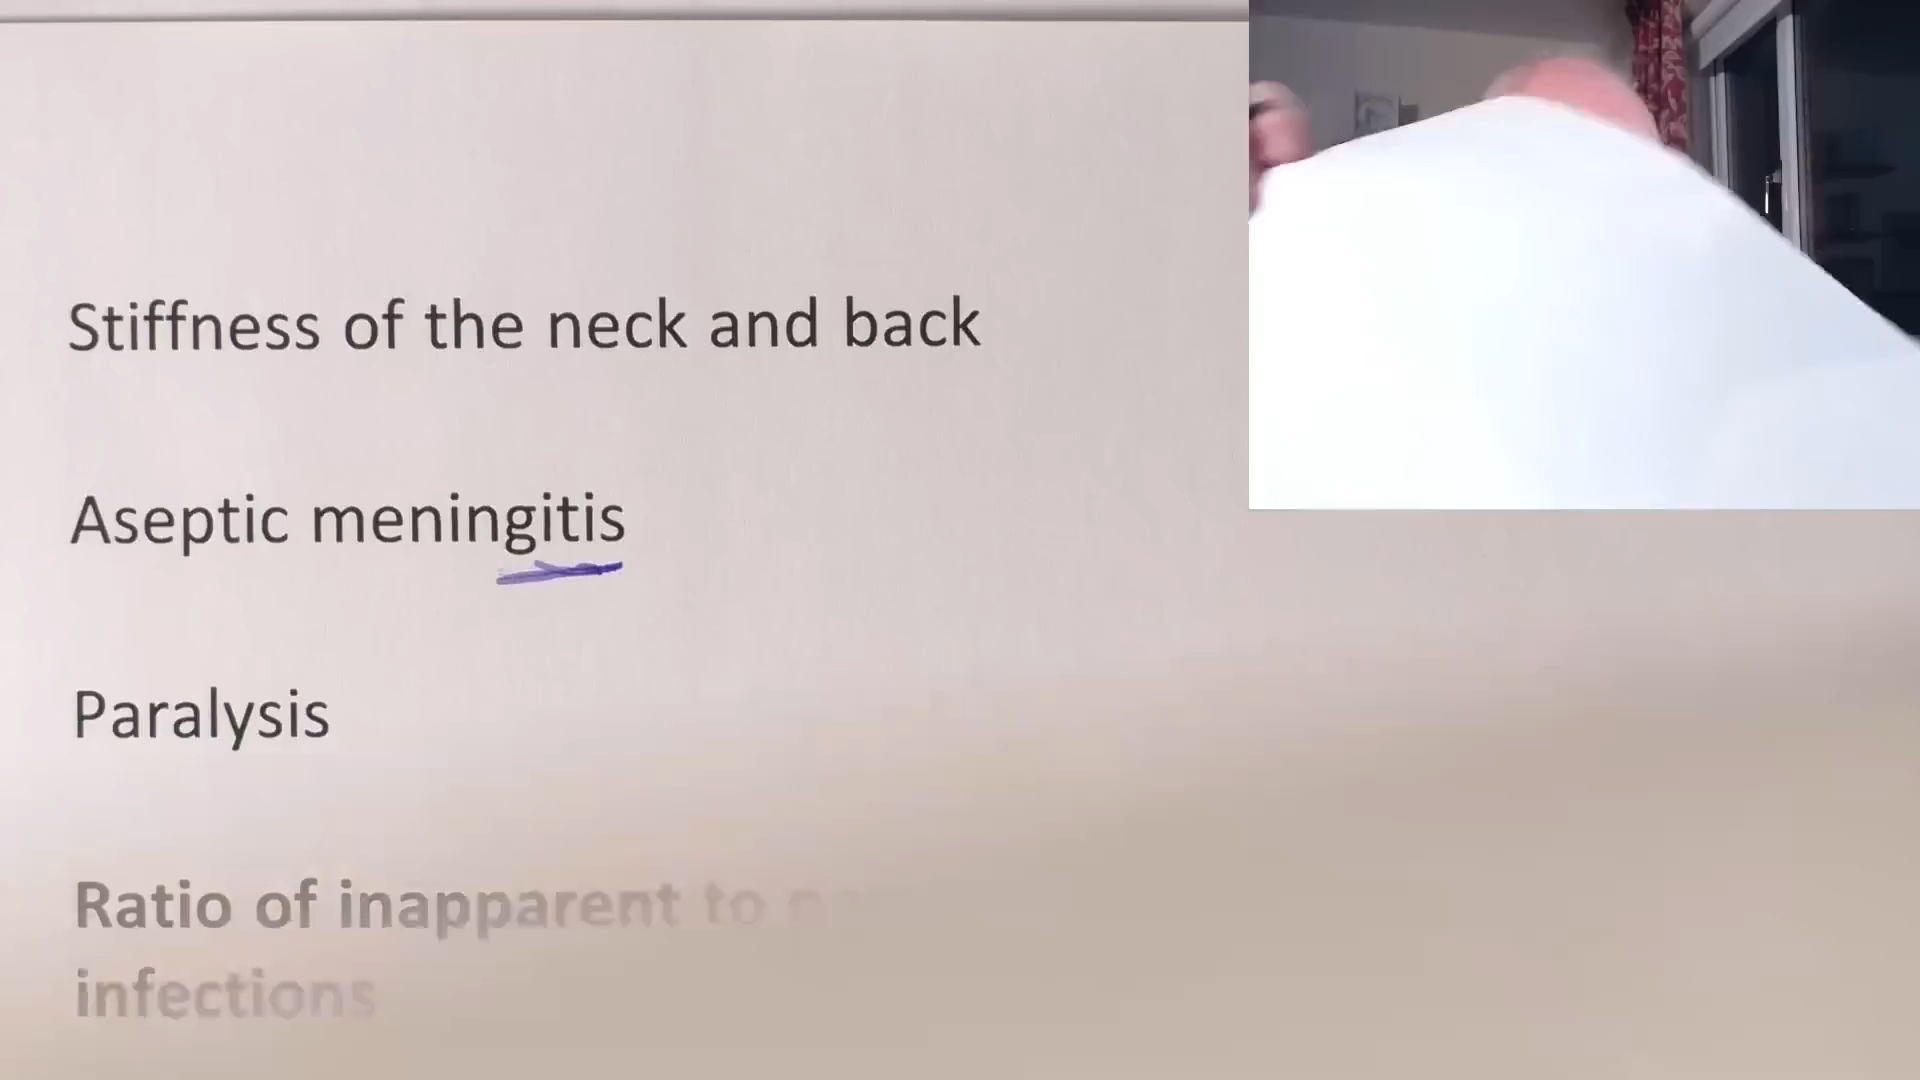 Stiffness of the neck and back
Aseptic meningitis
Paralysis
Ratio of inapparent to
infections